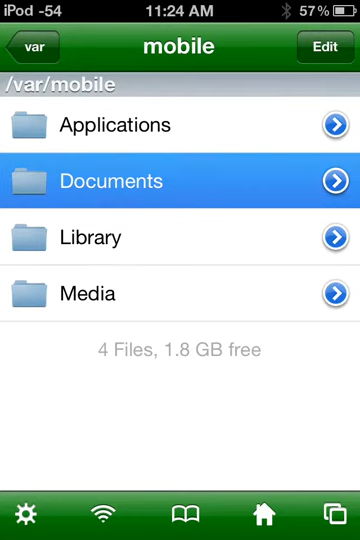 iPod -54 11:24 AM 57%
var mobile Edit
/var/mobile
Applications
Documents
Library
Media
4 Files, 1.8 GB free